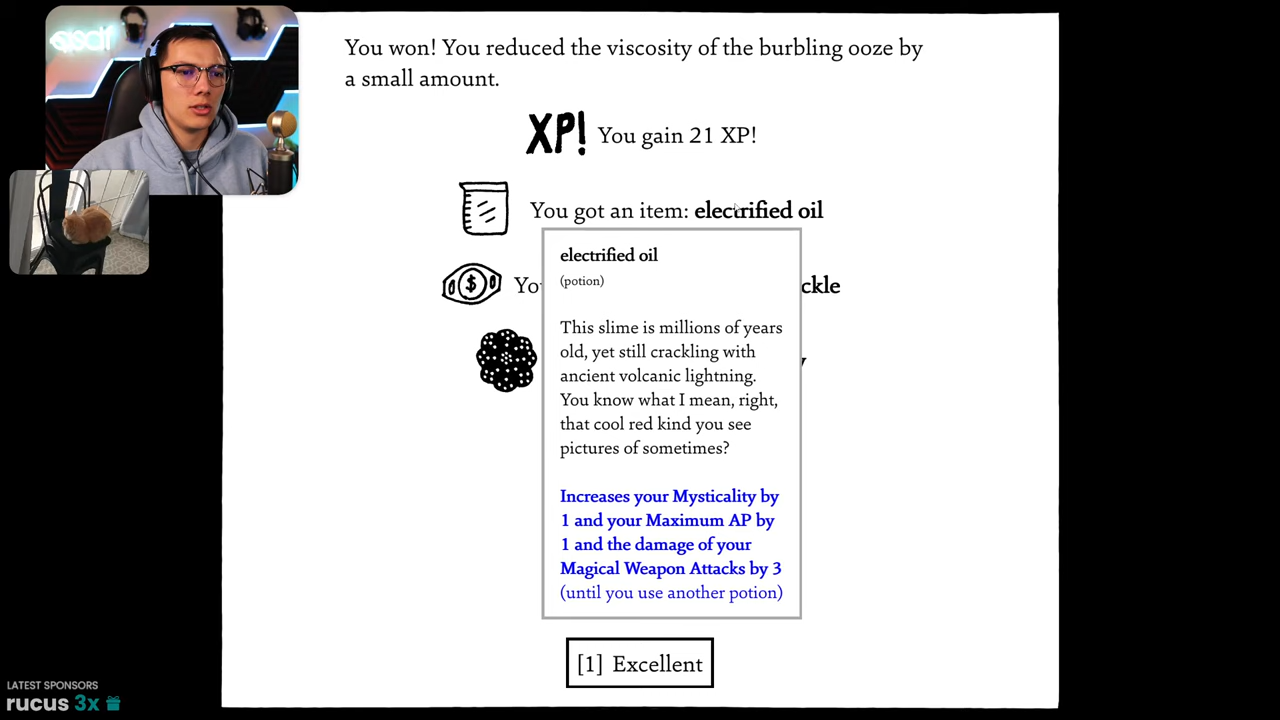 You won! You reduced the viscosity of the burbling ooze by
a small amount.
XP! You gain 21 XP!
You got an item: electrified oil
electrified oil
(potion)
This slime is millions of years
old, yet still crackling with
ancient volcanic lightning.
You know what I mean, right,
that cool red kind you see
pictures of sometimes?
Increases your Mysticality by
1 and your Maximum AP by
1 and the damage of your
Magical Weapon Attacks by 3
(until you use another potion)
[1] Excellent
LATEST SPONSORS
rucus 3x